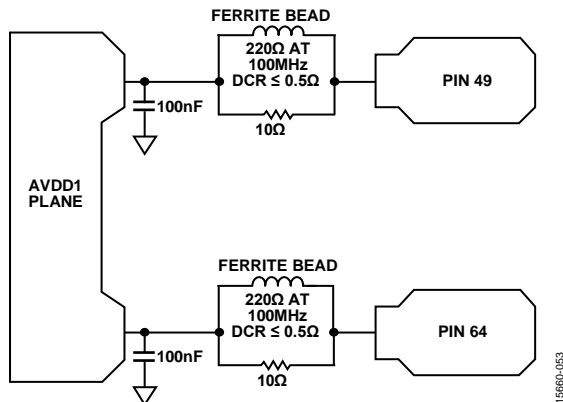 FERRITE BEAD
220Ω AT
100MHz
DCR ≤ 0.5Ω
PIN 49
100nF
10Ω
AVDD1
PLANE
FERRITE BEAD
220Ω AT
100MHz
DCR ≤ 0.5Ω
PIN 64
100nF
10Ω
15660-053